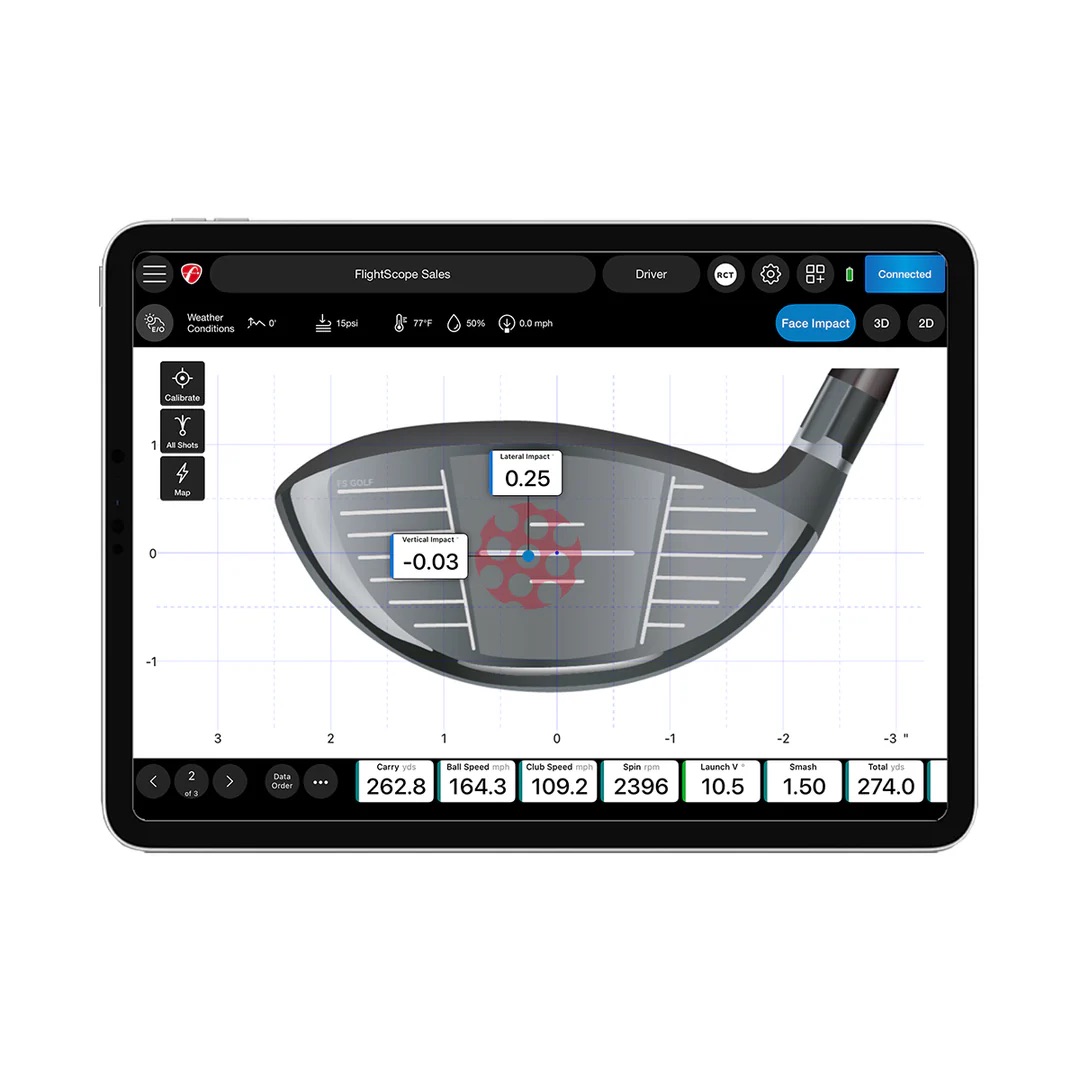 FlightScope Sales
Driver
RCT
Connected
E/O
Weather
Conditions
0'
15psi
77°F
50%
0.0 mph
Face Impact
3D
2D
Calibrate
All Shots
Map
1
0
-1
FS GOLF
Lateral Impact "
0.25
Vertical Impact "
-0.03
3
2
1
0
-1
-2
-3 "
2
of 3
Data
Order
Carry yds
262.8
Ball Speed mph
164.3
Club Speed mph
109.2
Spin rpm
2396
Launch V °
10.5
Smash
1.50
Total yds
274.0